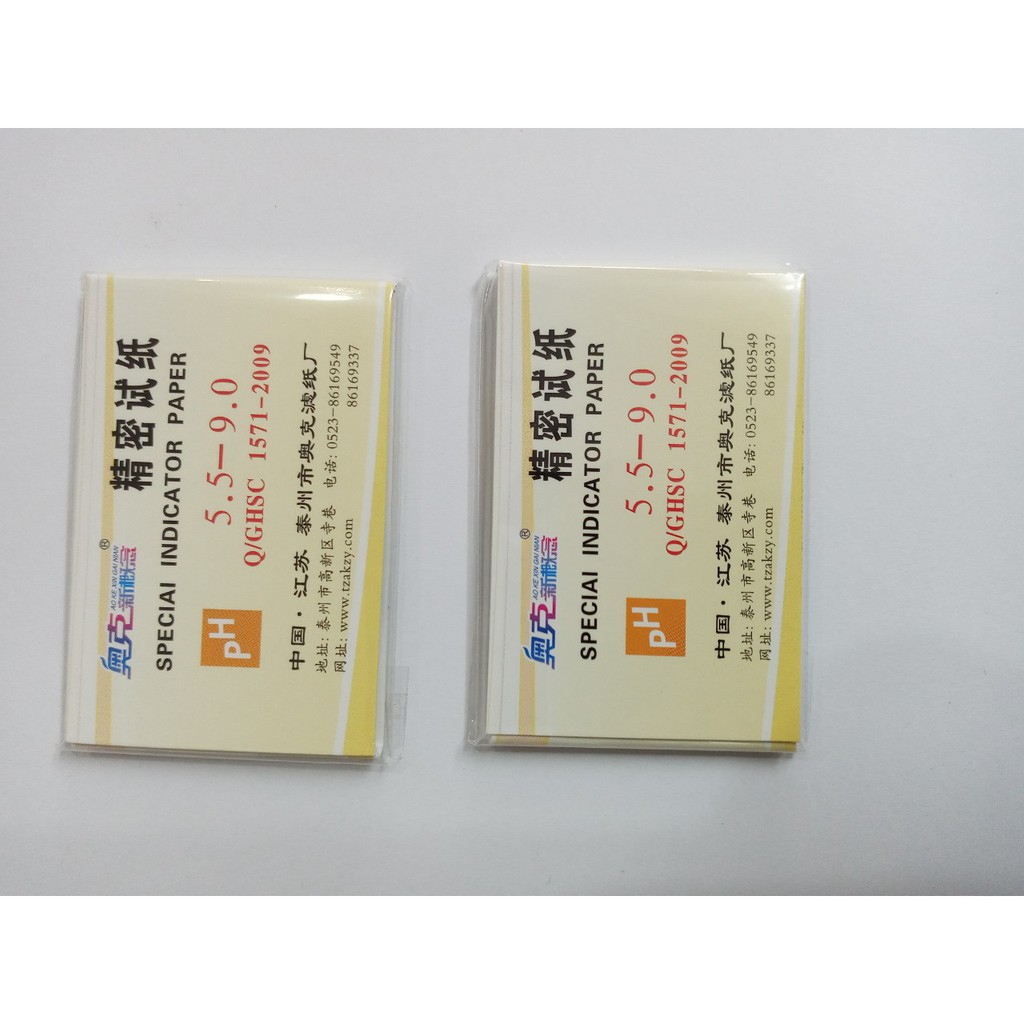 奥克 新概念 ®
AO KE XIN GAI NIAN
精密试纸
SPECIAI INDICATOR PAPER
pH
5.5—9.0
Q/GHSC 1571-2009
中国·江苏 泰州市奥克滤纸厂
地址: 泰州市高新区寺巷 电话: 0523-86169549
网址: www.tzakzy.com 86169337
奥克 新概念 ®
AO KE XIN GAI NIAN
精密试纸
SPECIAI INDICATOR PAPER
pH
5.5—9.0
Q/GHSC 1571-2009
中国·江苏 泰州市奥克滤纸厂
地址: 泰州市高新区寺巷 电话: 0523-86169549
网址: www.tzakzy.com 86169337